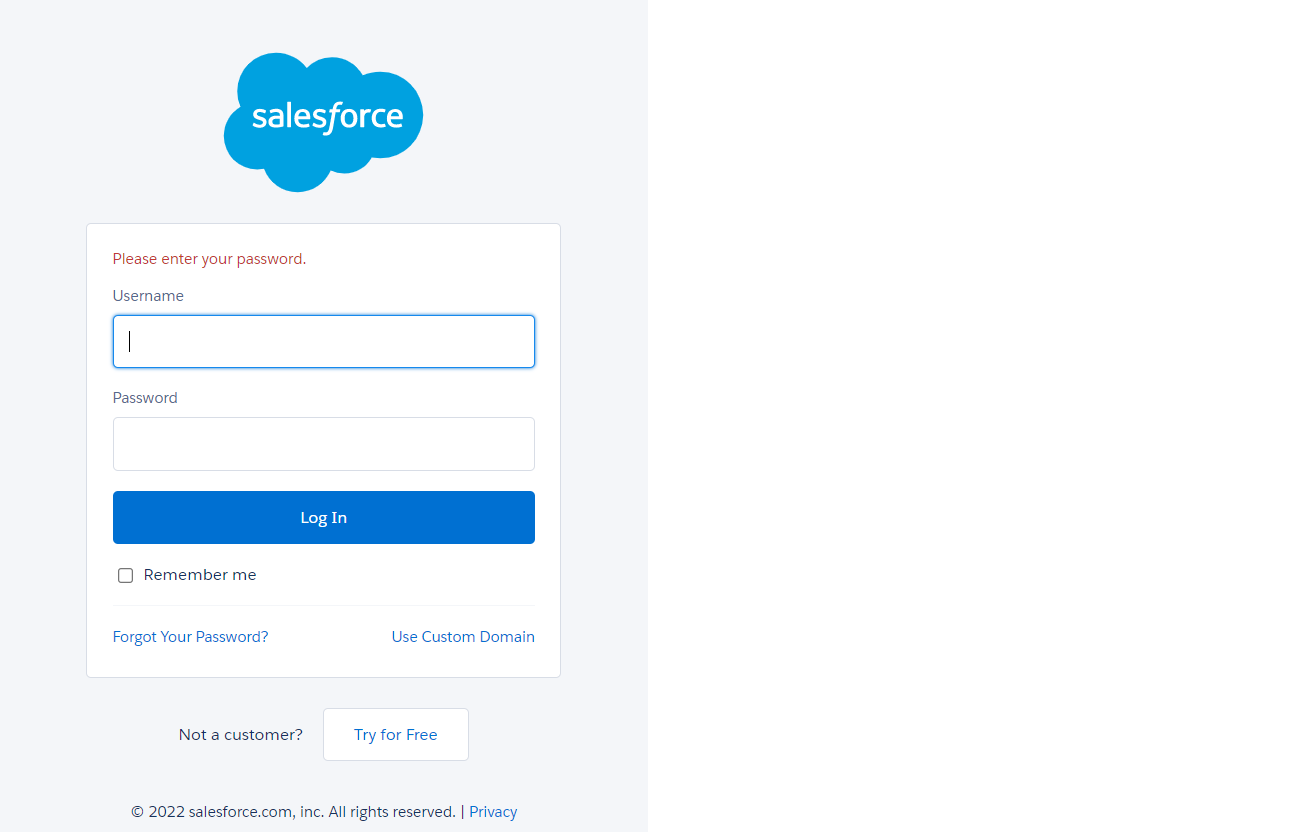 salesforce
Please enter your password.
Username
Password
Log In
Remember me
Forgot Your Password? Use Custom Domain
Not a customer? Try for Free
© 2022 salesforce.com, inc. All rights reserved. | Privacy